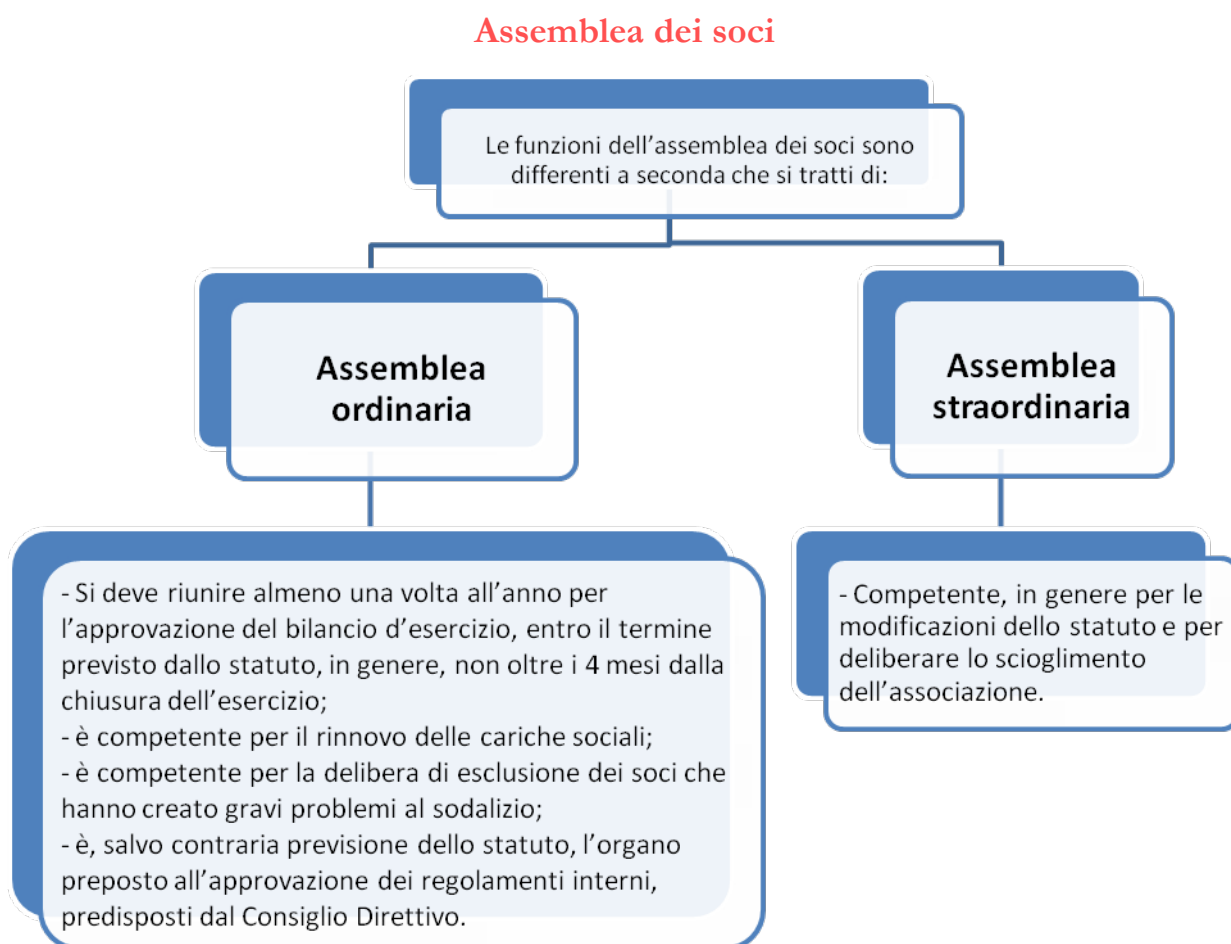 Assemblea dei soci
Le funzioni dell'assemblea dei soci sono
differenti a seconda che si tratti di:
Assemblea
ordinaria
- Si deve riunire almeno una volta all'anno per
l'approvazione del bilancio d'esercizio, entro il termine
previsto dallo statuto, in genere, non oltre i 4 mesi dalla
chiusura dell'esercizio;
- è competente per il rinnovo delle cariche sociali;
- è competente per la delibera di esclusione dei soci che
hanno creato gravi problemi al sodalizio;
- è, salvo contraria previsione dello statuto, l'organo
preposto all'approvazione dei regolamenti interni,
predisposti dal Consiglio Direttivo.
Assemblea
straordinaria
- Competente, in genere per le
modificazioni dello statuto e per
deliberare lo scioglimento
dell'associazione.